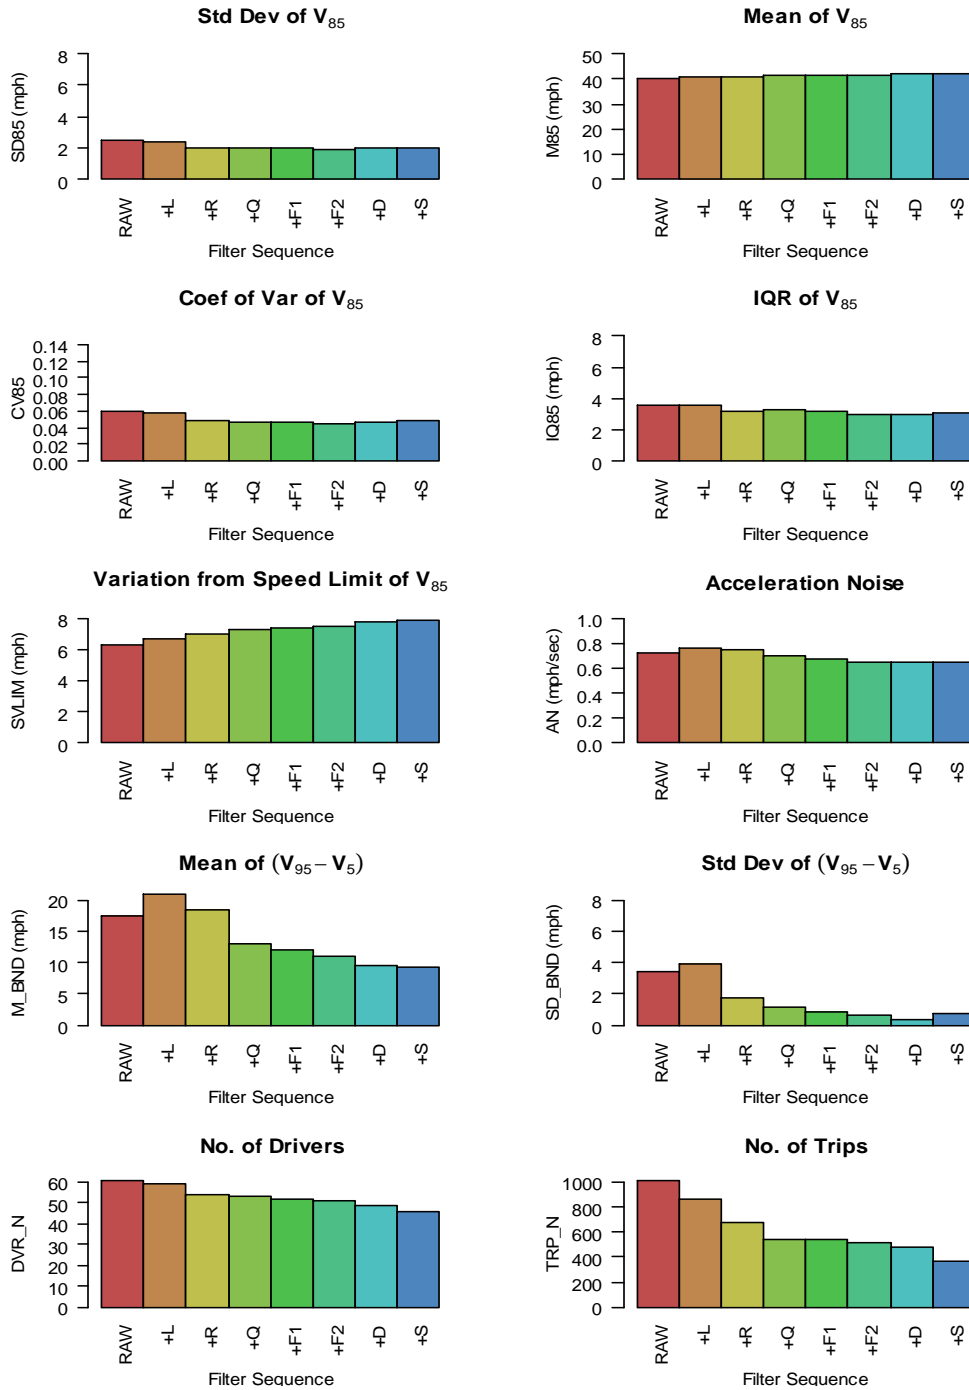 Std Dev of V85
SD85 (mph)
8
6
4
2
0
RAW
+L
+R
+Q
+F1
+F2
+D
+S
Filter Sequence
Mean of V85
M85 (mph)
50
40
30
20
10
0
RAW
+L
+R
+Q
+F1
+F2
+D
+S
Filter Sequence
Coef of Var of V85
CV85
0.14
0.12
0.10
0.08
0.06
0.04
0.02
0.00
RAW
+L
+R
+Q
+F1
+F2
+D
+S
Filter Sequence
IQR of V85
IQ85 (mph)
8
6
4
2
0
RAW
+L
+R
+Q
+F1
+F2
+D
+S
Filter Sequence
Variation from Speed Limit of V85
SVLIM (mph)
8
6
4
2
0
RAW
+L
+R
+Q
+F1
+F2
+D
+S
Filter Sequence
Acceleration Noise
AN (mph/sec)
1.0
0.8
0.6
0.4
0.2
0.0
RAW
+L
+R
+Q
+F1
+F2
+D
+S
Filter Sequence
Mean of (V95 – V5)
M_BND (mph)
20
15
10
5
0
RAW
+L
+R
+Q
+F1
+F2
+D
+S
Filter Sequence
Std Dev of (V95 – V5)
SD_BND (mph)
8
6
4
2
0
RAW
+L
+R
+Q
+F1
+F2
+D
+S
Filter Sequence
No. of Drivers
DVR_N
60
50
40
30
20
10
0
RAW
+L
+R
+Q
+F1
+F2
+D
+S
Filter Sequence
No. of Trips
TRP_N
1000
800
600
400
200
0
RAW
+L
+R
+Q
+F1
+F2
+D
+S
Filter Sequence